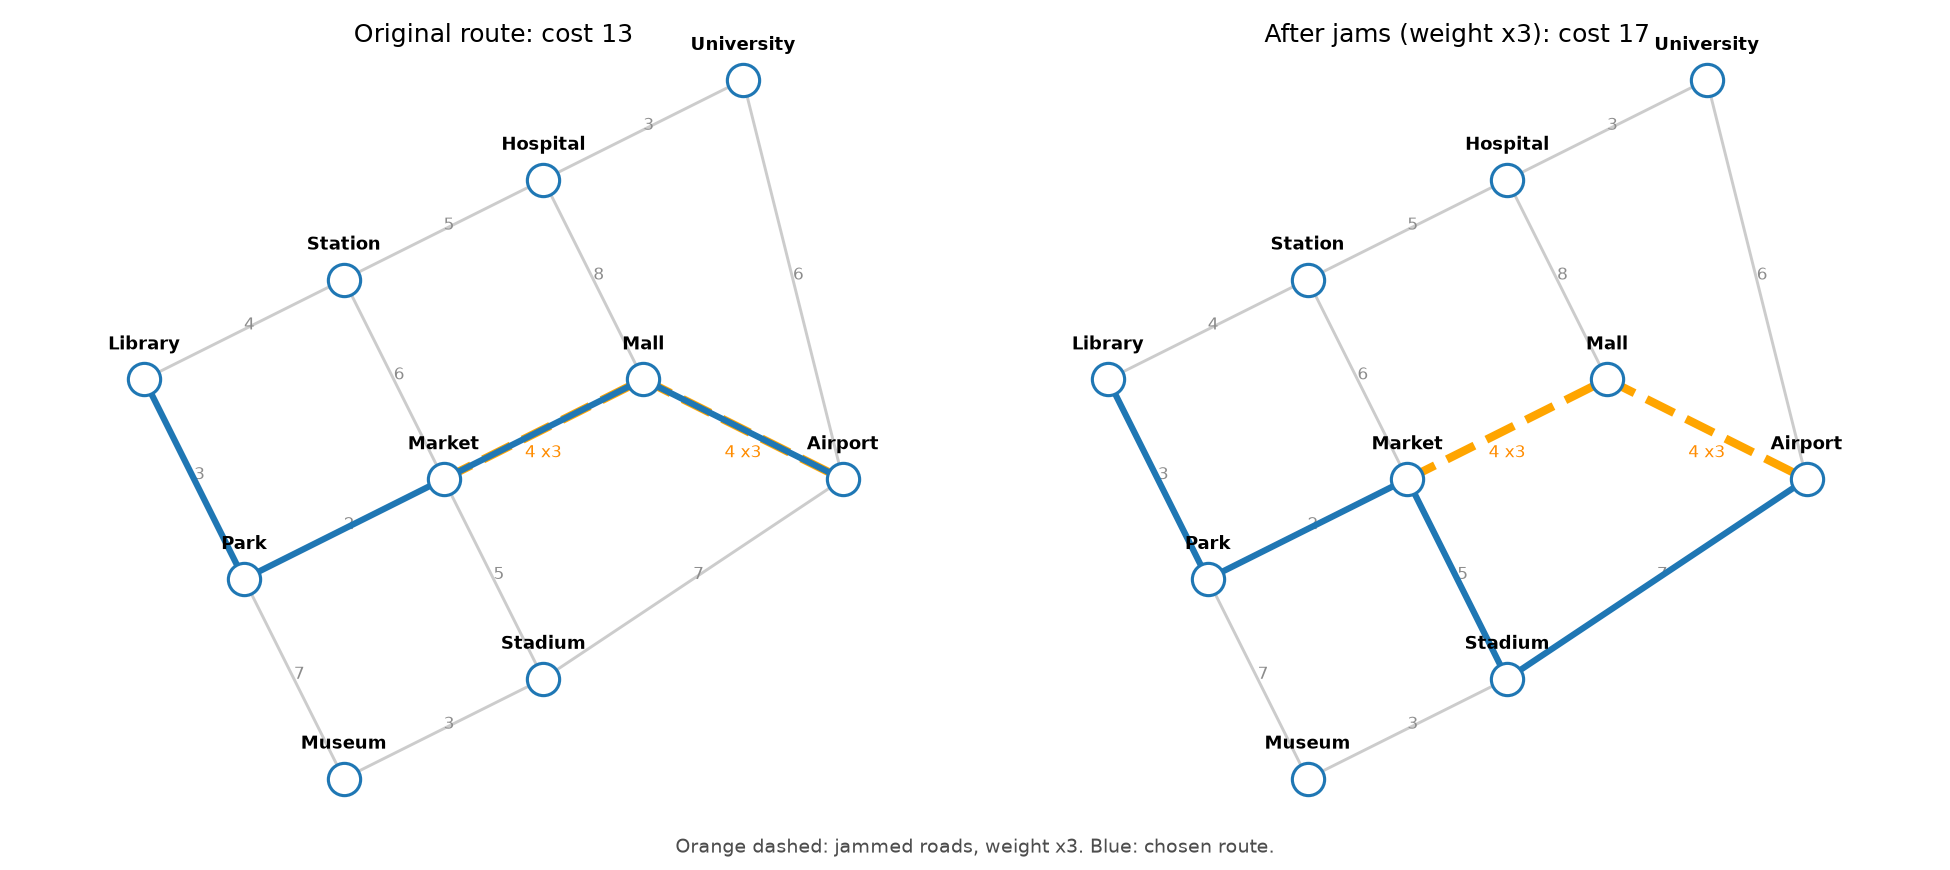 Original route: cost 13
University
3
Hospital
5
Station
8
6
4
Library
6
Mall
Market
4 x3
4 x3
Airport
3
2
Park
5
7
Stadium
7
3
Museum
After jams (weight x3): cost 17
University
3
Hospital
5
Station
8
6
4
Library
6
Mall
Market
4 x3
4 x3
Airport
3
2
Park
5
7
Stadium
7
3
Museum
Orange dashed: jammed roads, weight x3. Blue: chosen route.